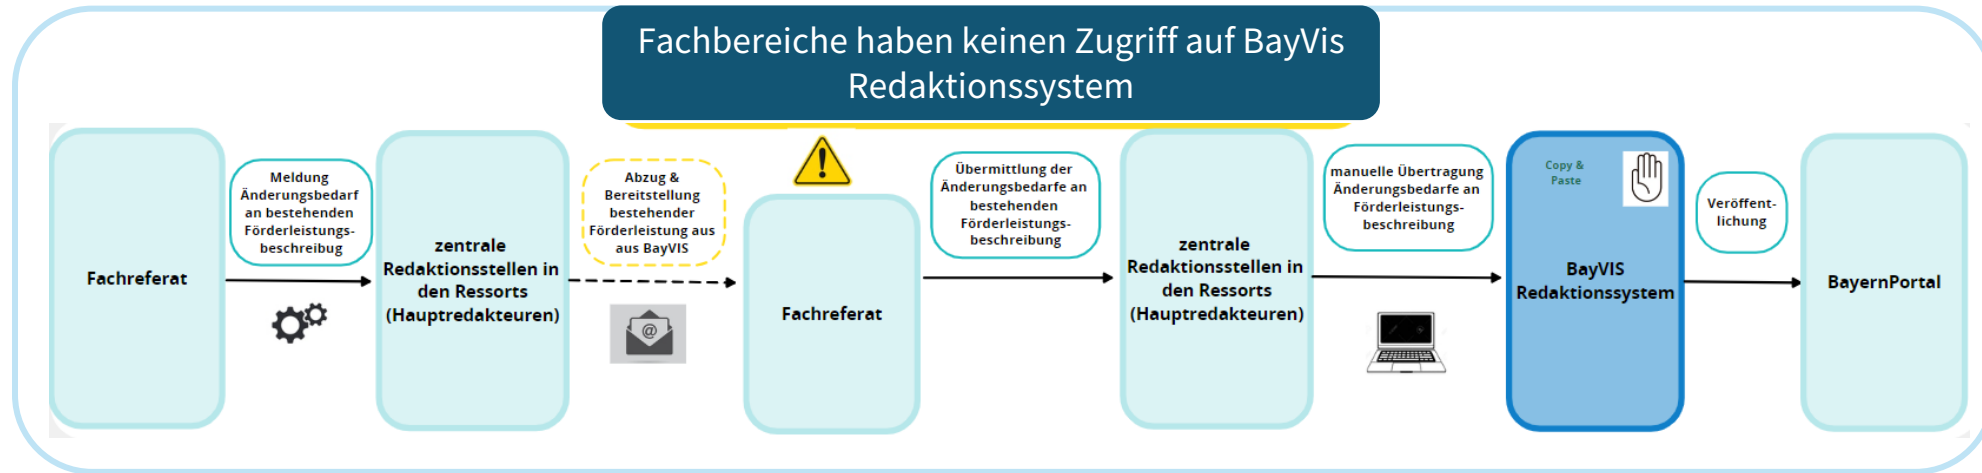 Fachbereiche haben keinen Zugriff auf BayVis
Redaktionssystem
Fachreferat
Meldung
Änderungsbedarf
an bestehenden
Förderleistungs-
beschreibug
zentrale
Redaktionsstellen in
den Ressorts
(Hauptredakteuren)
Abzug &
Bereitstellung
bestehender
Förderleistung aus
aus BayVIS
@
Fachreferat
Übermittlung der
Änderungsbedarfe an
bestehenden
Förderleistungs-
beschreibung
zentrale
Redaktionsstellen in
den Ressorts
(Hauptredakteuren)
manuelle Übertragung
Änderungsbedarfe an
Förderleistungs-
beschreibung
Copy &
Paste
BayVIS
Redaktionssystem
Veröffent-
lichung
BayernPortal